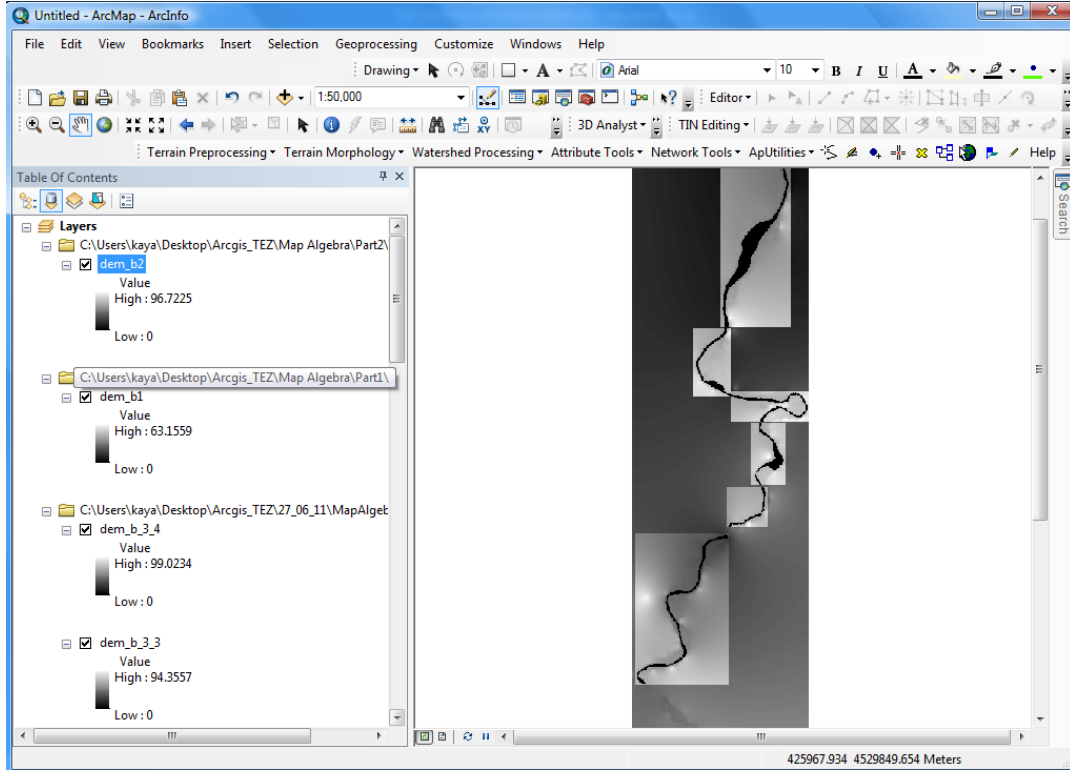 Untitled - ArcMap - ArcInfo
File Edit View Bookmarks Insert Selection Geoprocessing Customize Windows Help
Drawing A Arial 10 B I U A
1:50,000 Editor
3D Analyst TIN Editing
Terrain Preprocessing Terrain Morphology Watershed Processing Attribute Tools Network Tools ApUtilities Help
Table Of Contents
Search
Layers
C:\Users\kaya\Desktop\Arcgis_TEZ\Map Algebra\Part2\
dem_b2
Value
High : 96.7225
Low : 0
C:\Users\kaya\Desktop\Arcgis_TEZ\Map Algebra\Part1\
dem_b1
Value
High : 63.1559
Low : 0
C:\Users\kaya\Desktop\Arcgis_TEZ\27_06_11\MapAlgeb
dem_b_3_4
Value
High : 99.0234
Low : 0
dem_b_3_3
Value
High : 94.3557
Low : 0
425967.934 4529849.654 Meters